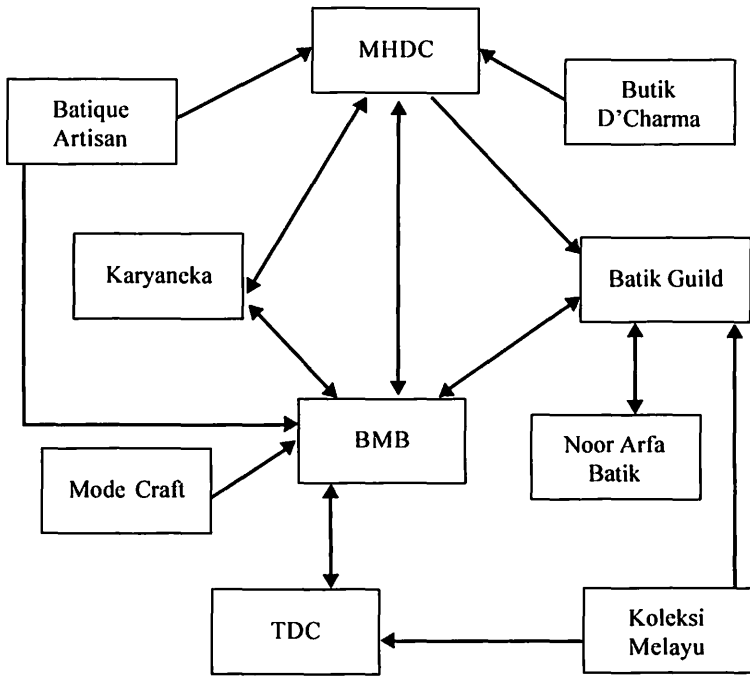 MHDC
Batique
Artisan
Butik
D'Charma
Karyaneka
Batik Guild
BMB
Noor Arfa
Batik
Mode Craft
TDC
Koleksi
Melayu